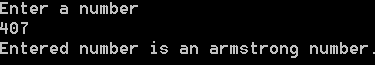 Enter a number
407
Entered number is an armstrong number.